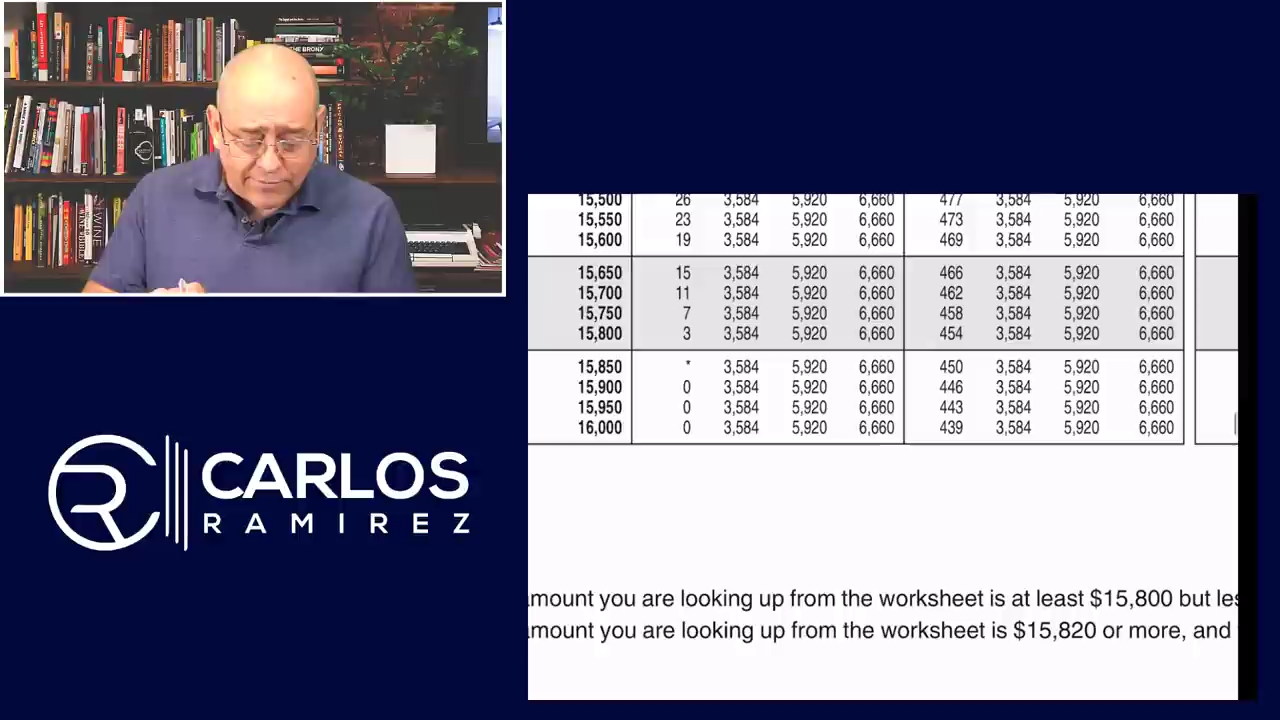 THE BRONX
15,500 26 3,584 5,920 6,660 477 3,584 5,920 6,660
15,550 23 3,584 5,920 6,660 473 3,584 5,920 6,660
15,600 19 3,584 5,920 6,660 469 3,584 5,920 6,660
15,650 15 3,584 5,920 6,660 466 3,584 5,920 6,660
15,700 11 3,584 5,920 6,660 462 3,584 5,920 6,660
15,750 7 3,584 5,920 6,660 458 3,584 5,920 6,660
15,800 3 3,584 5,920 6,660 454 3,584 5,920 6,660
15,850 * 3,584 5,920 6,660 450 3,584 5,920 6,660
15,900 0 3,584 5,920 6,660 446 3,584 5,920 6,660
15,950 0 3,584 5,920 6,660 443 3,584 5,920 6,660
16,000 0 3,584 5,920 6,660 439 3,584 5,920 6,660
CARLOS
RAMIREZ
mount you are looking up from the worksheet is at least $15,800 but les
mount you are looking up from the worksheet is $15,820 or more, and